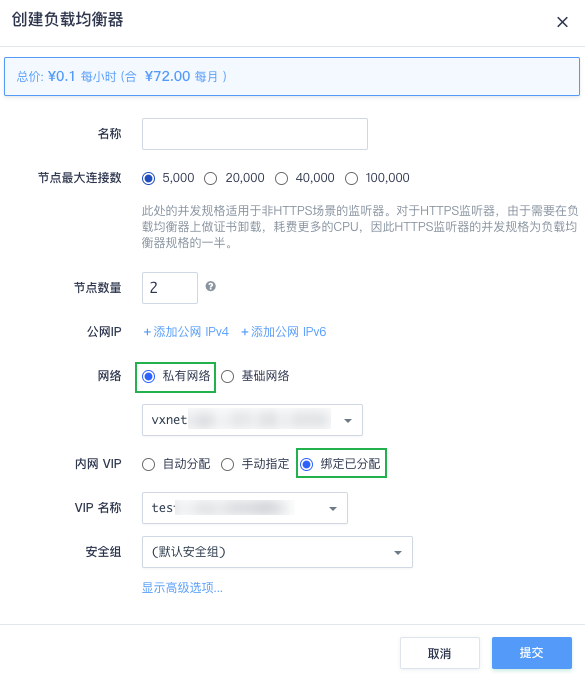 创建负载均衡器
总价: ¥0.1 每小时 (合 ¥72.00 每月 )
名称
节点最大连接数 5,000 20,000 40,000 100,000
此处的并发规格适用于非HTTPS场景的监听器。对于HTTPS监听器，由于需要在负
载均衡器上做证书卸载，耗费更多的CPU，因此HTTPS监听器的并发规格为负载均
衡器规格的一半。
节点数量 2 ?
公网IP +添加公网 IPv4 +添加公网 IPv6
网络 私有网络 基础网络
vxnet
内网 VIP 自动分配 手动指定 绑定已分配
VIP 名称 tes
安全组 (默认安全组)
显示高级选项...
取消 提交